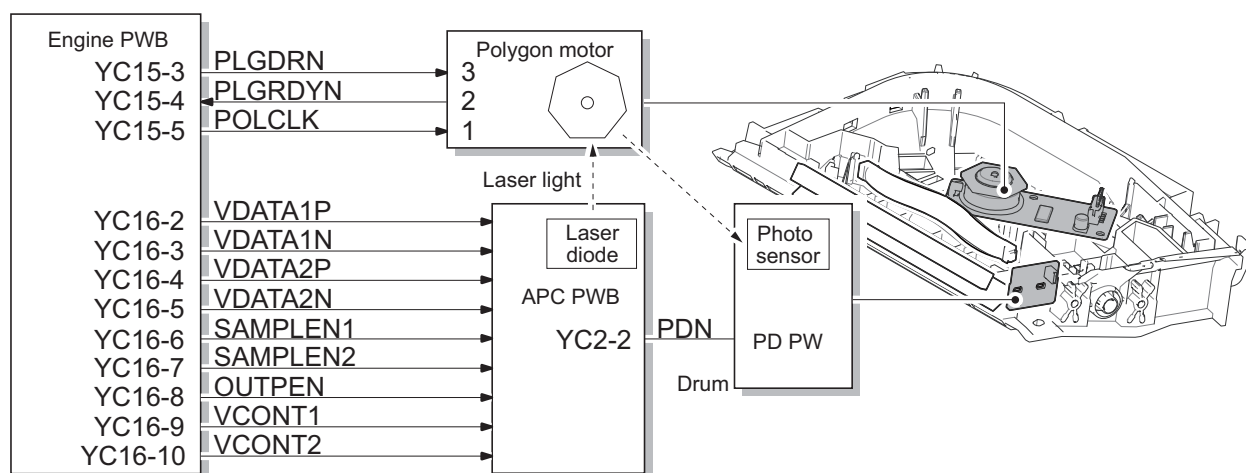 Engine PWB
YC15-3 PLGDRN 3
YC15-4 PLGRDYN 2
YC15-5 POLCLK 1
Polygon motor
Laser light
YC16-2 VDATA1P
YC16-3 VDATA1N
YC16-4 VDATA2P
YC16-5 VDATA2N
YC16-6 SAMPLEN1
YC16-7 SAMPLEN2
YC16-8 OUTPEN
YC16-9 VCONT1
YC16-10 VCONT2
Laser
diode
APC PWB
YC2-2 PDN
Photo
sensor
PD PW
Drum